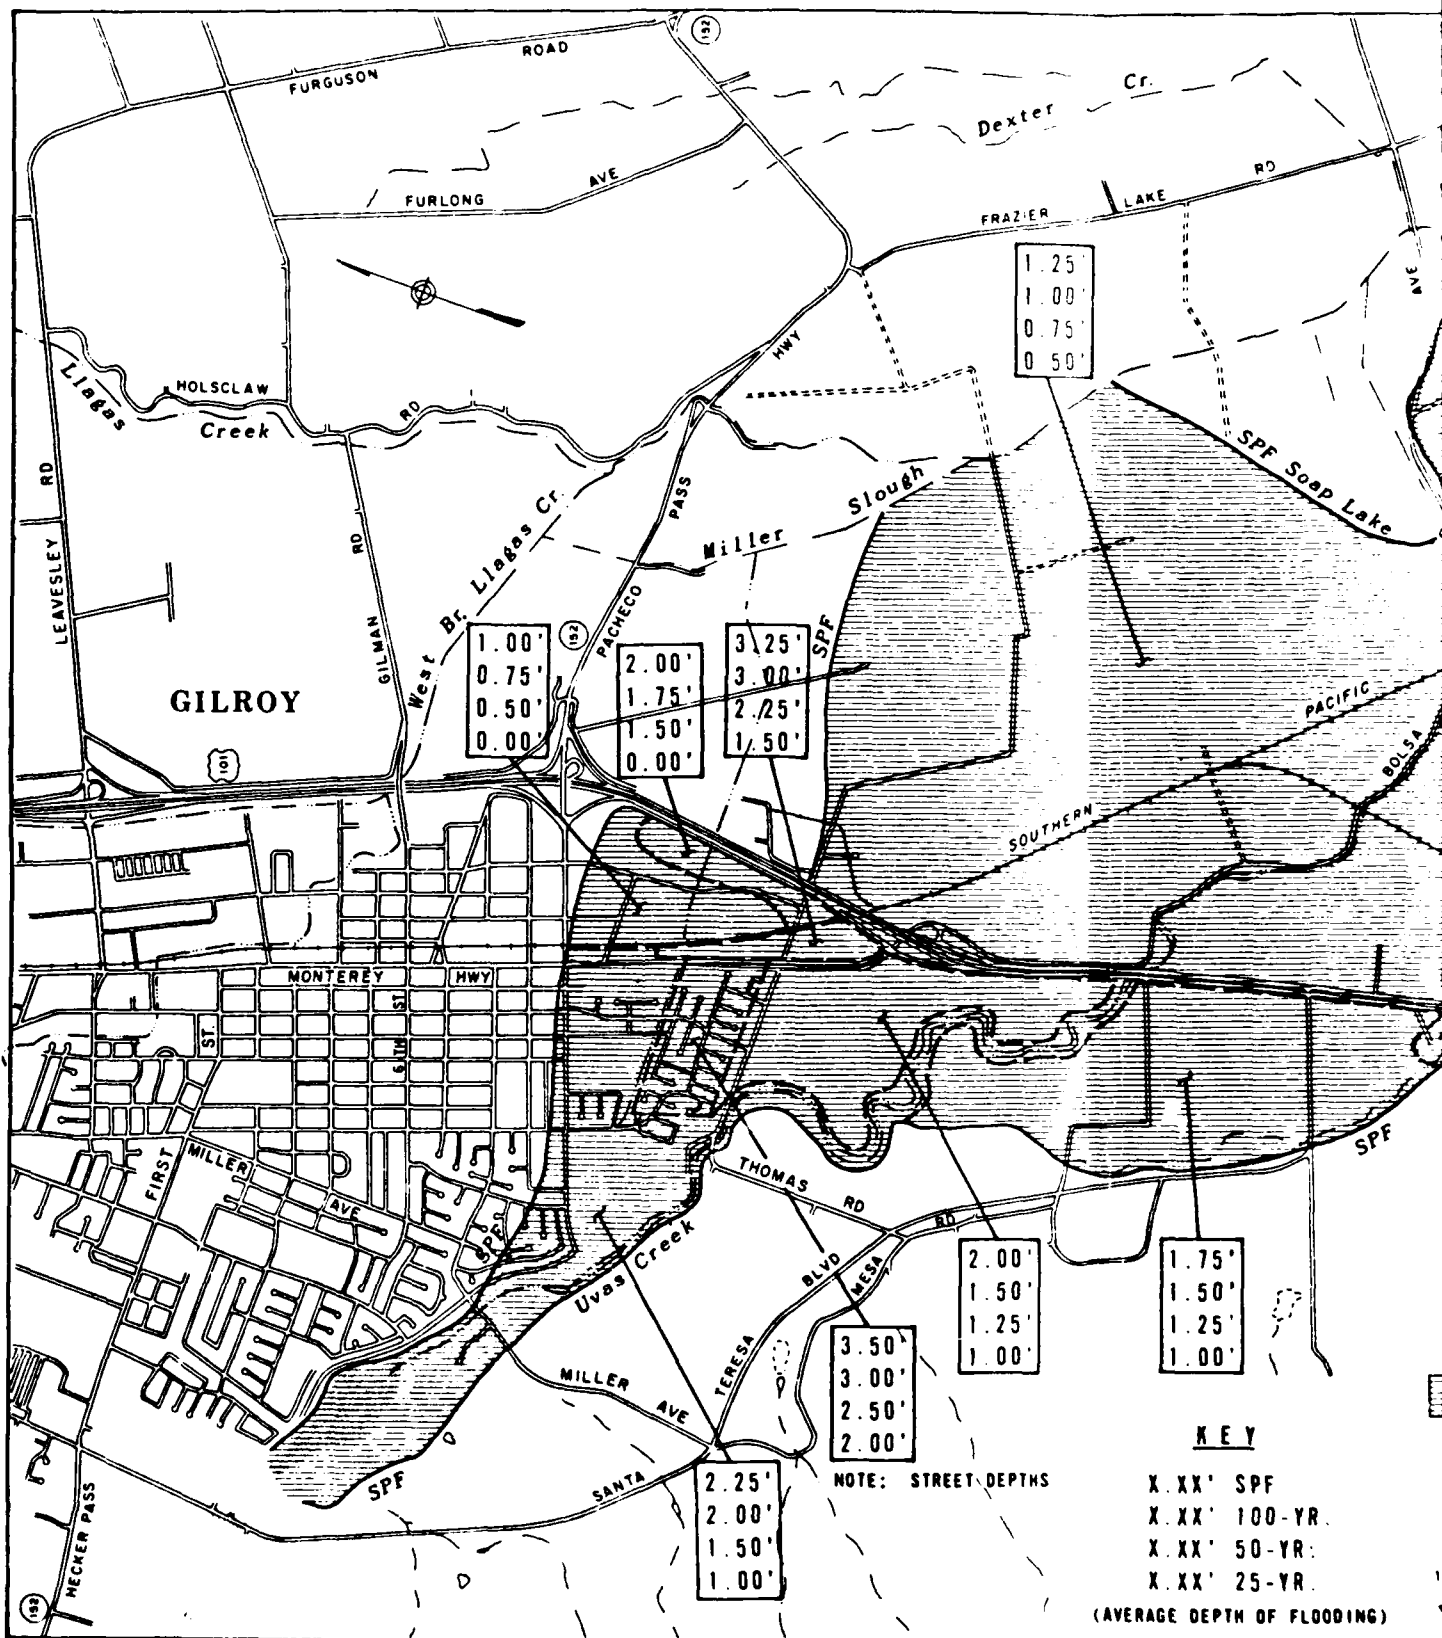 152
FURGUSON ROAD
Dexter Cr.
FURLONG AVE
FRAZIER LAKE RD
AVE
1.25'
1.00'
0.75'
0.50'
HWY
Llagas Creek
HOLSCLAW RD
SPF Soap Lake
LEAVESLEY RD
GILMAN RD
West Br. Llagas Cr.
PACHECO PASS
Miller Slough
152
SPF
1.00'
0.75'
0.50'
0.00'
2.00'
1.75'
1.50'
0.00'
3.25'
3.00'
2.25'
1.50'
GILROY
101
SOUTHERN PACIFIC
BOLSA
MONTEREY HWY
ST
6TH ST
FIRST
MILLER AVE
SPF
THOMAS RD
RD
SPF
Uvas Creek
BLVD
MESA
TERESA
2.00'
1.50'
1.25'
1.00'
1.75'
1.50'
1.25'
1.00'
3.50'
3.00'
2.50'
2.00'
NOTE: STREET DEPTHS
MILLER AVE
SANTA
SPF
2.25'
2.00'
1.50'
1.00'
HECKER PASS
152
KEY
X.XX' SPF
X.XX' 100-YR.
X.XX' 50-YR.
X.XX' 25-YR.
(AVERAGE DEPTH OF FLOODING)